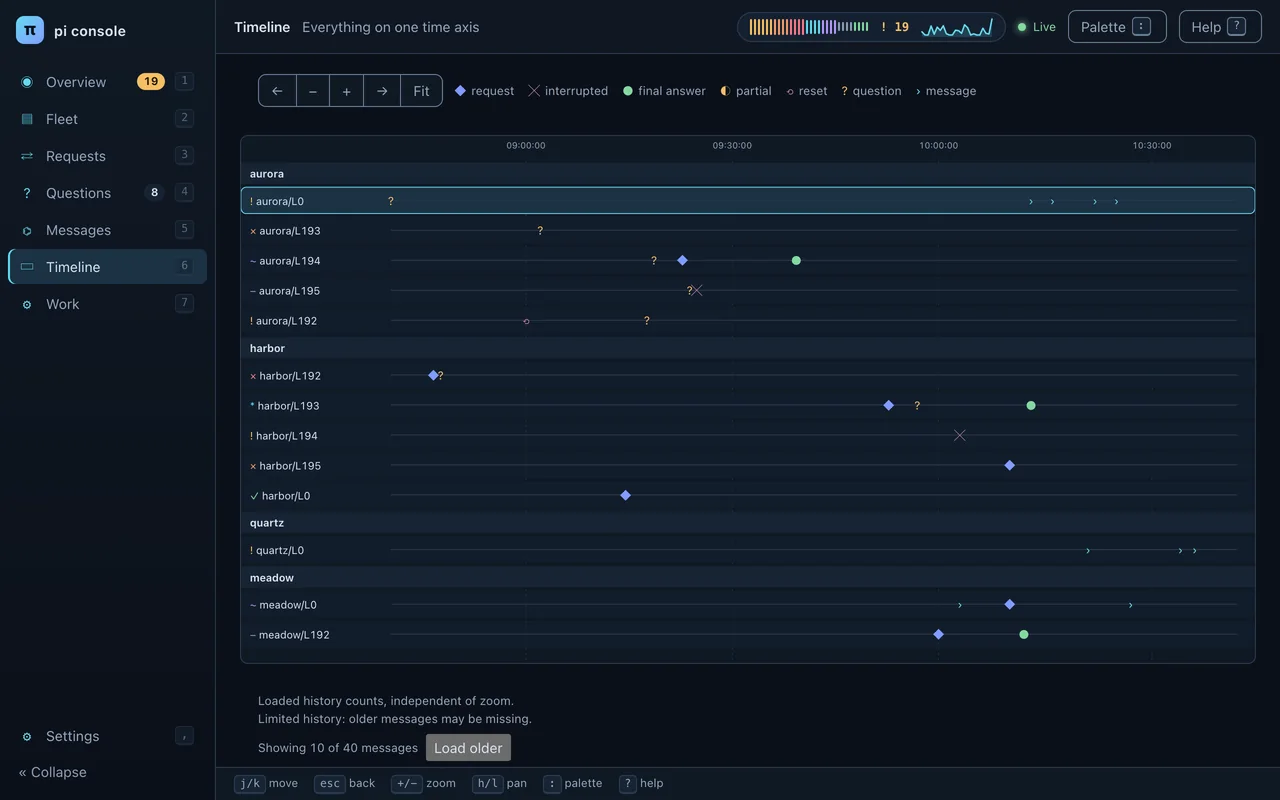 π pi console
Overview 19 1
Fleet 2
Requests 3
? Questions 8 4
Messages 5
Timeline 6
Work 7
Settings ,
« Collapse
Timeline Everything on one time axis
! 19
Live
Palette :
Help ?
← − + → Fit
request interrupted final answer partial reset ? question › message
09:00:00 09:30:00 10:00:00 10:30:00
aurora
! aurora/L0 ? › › › ›
× aurora/L193 ?
~ aurora/L194 ?
– aurora/L195 ?
! aurora/L192 ?
harbor
× harbor/L192 ?
* harbor/L193 ?
! harbor/L194
× harbor/L195
✓ harbor/L0
quartz
! quartz/L0 › › ›
meadow
~ meadow/L0 › ›
– meadow/L192
Loaded history counts, independent of zoom.
Limited history: older messages may be missing.
Showing 10 of 40 messages Load older
j/k move esc back +/− zoom h/l pan : palette ? help